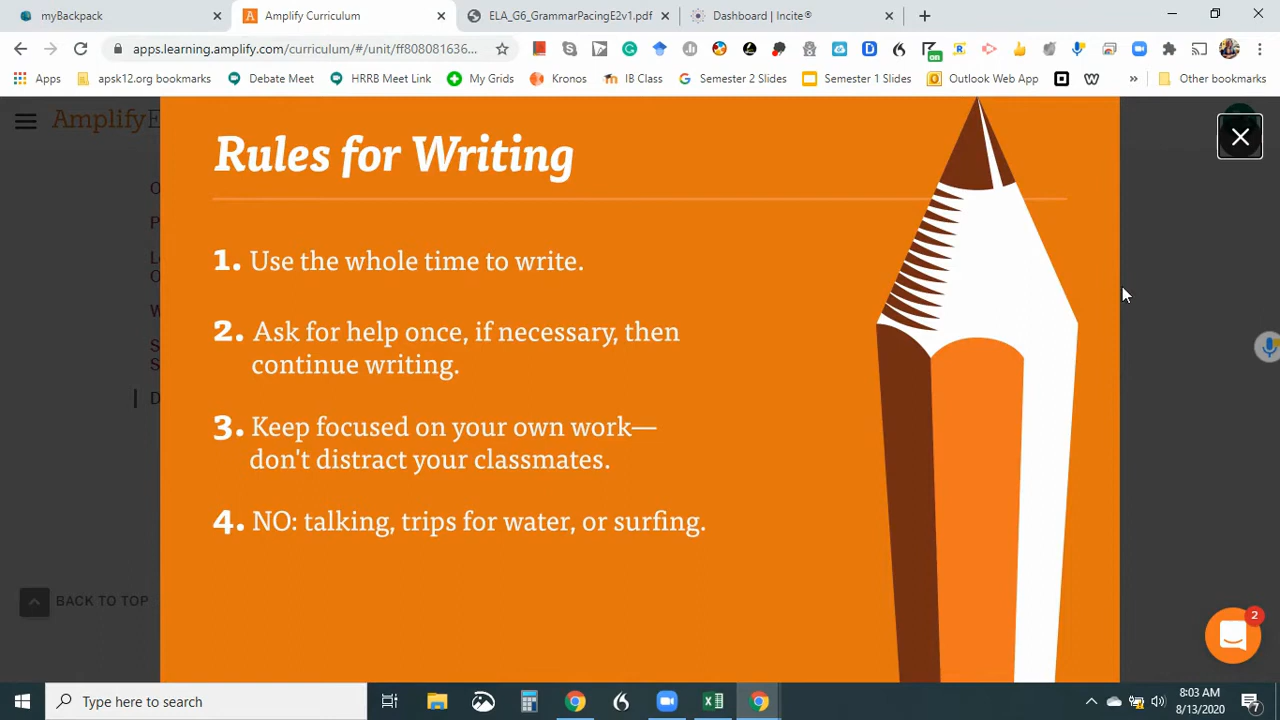 myBackpack
Amplify Curriculum
ELA_G6_GrammarPacingE2v1.pdf
Dashboard | Incite®
apps.learning.amplify.com/curriculum/#/unit/ff808081636...
on
Apps
apsk12.org bookmarks
Debate Meet
HRRB Meet Link
My Grids
Kronos
IB Class
Semester 2 Slides
Semester 1 Slides
Outlook Web App
»
Other bookmarks
AmplifyE
Rules for Writing
1. Use the whole time to write.
2. Ask for help once, if necessary, then
continue writing.
3. Keep focused on your own work—
don't distract your classmates.
4. NO: talking, trips for water, or surfing.
BACK TO TOP
2
Type here to search
8:03 AM
8/13/2020
7